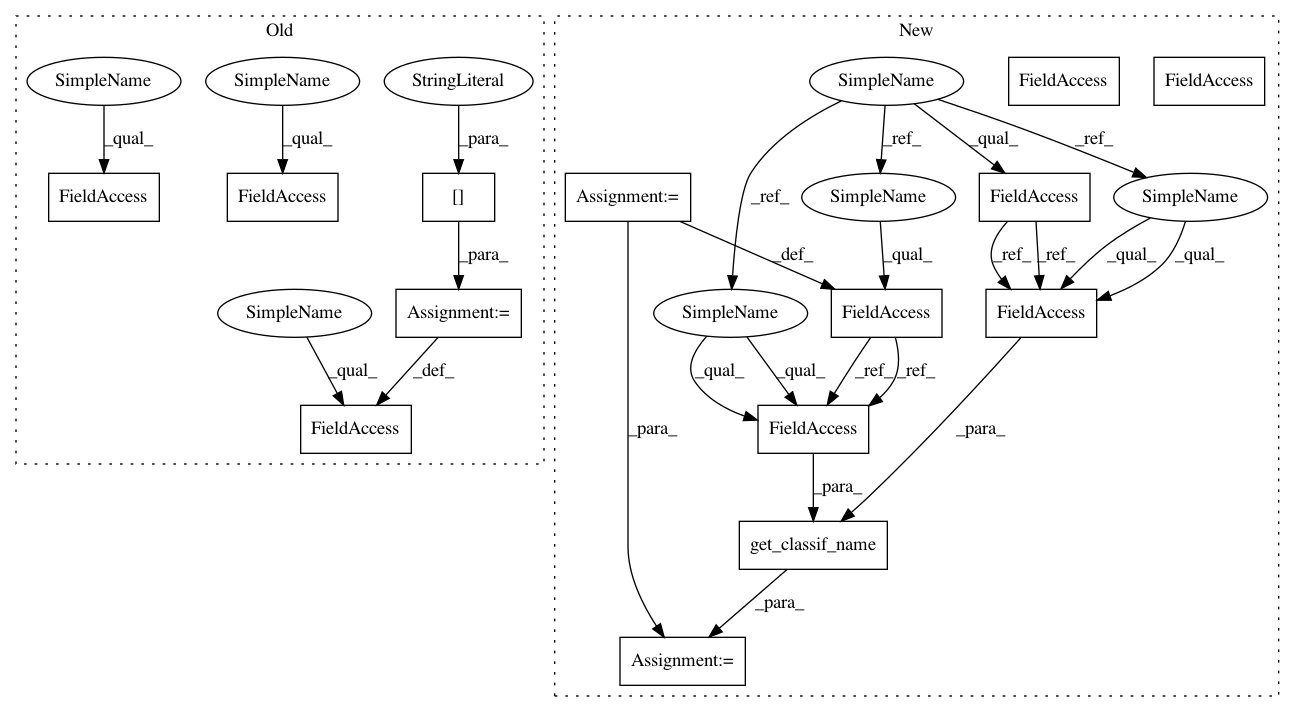 Old
New
SimpleName
SimpleName
StringLiteral
SimpleName
FieldAccess
FieldAccess
_qual_
_qual_
_para_
_ref_
_qual_
_ref_
FieldAccess
FieldAccess
[]
Assignment:=
_ref_
SimpleName
FieldAccess
SimpleName
_para_
_def_
_qual_
_ref_
_ref_
_qual_
_qual_
SimpleName
Assignment:=
SimpleName
FieldAccess
FieldAccess
_qual_
_def_
_qual_
_qual_
_ref_
_ref_
FieldAccess
_para_
FieldAccess
_para_
_para_
get_classif_name
_para_
Assignment:=